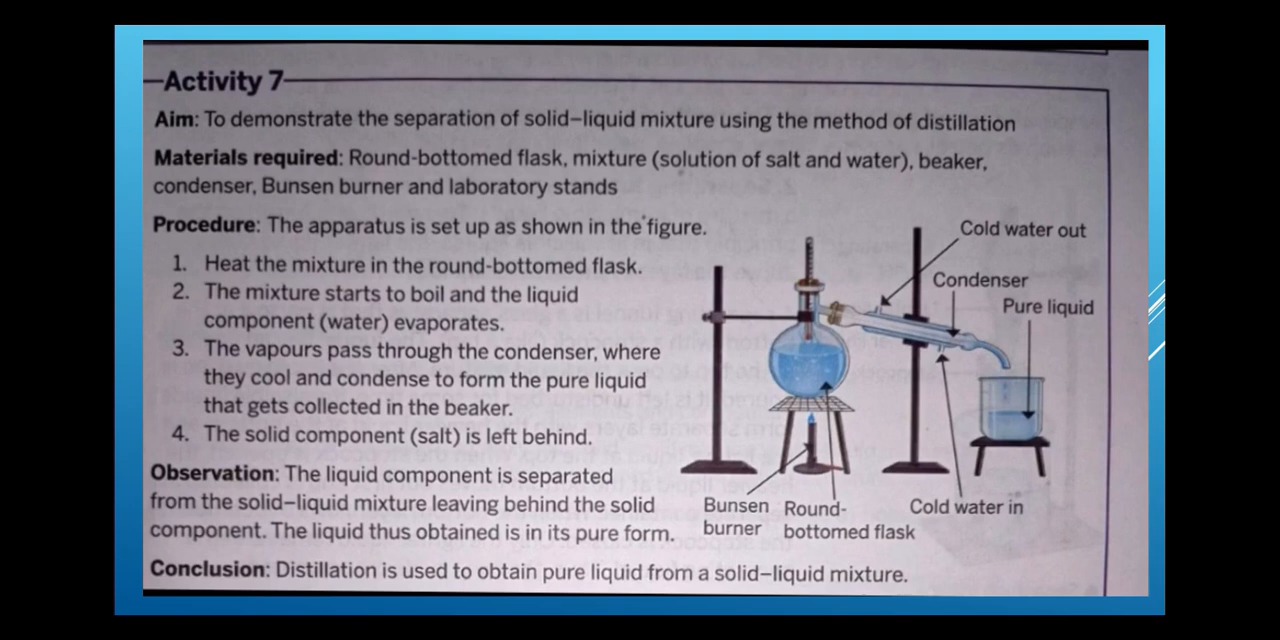 Activity 7
Aim: To demonstrate the separation of solid–liquid mixture using the method of distillation
Materials required: Round-bottomed flask, mixture (solution of salt and water), beaker,
condenser, Bunsen burner and laboratory stands
Procedure: The apparatus is set up as shown in the figure.
1. Heat the mixture in the round-bottomed flask.
2. The mixture starts to boil and the liquid
component (water) evaporates.
3. The vapours pass through the condenser, where
they cool and condense to form the pure liquid
that gets collected in the beaker.
4. The solid component (salt) is left behind.
Observation: The liquid component is separated
from the solid–liquid mixture leaving behind the solid
component. The liquid thus obtained is in its pure form.
Conclusion: Distillation is used to obtain pure liquid from a solid–liquid mixture.
Cold water out
Condenser
Pure liquid
Bunsen
burner
Round-
bottomed flask
Cold water in